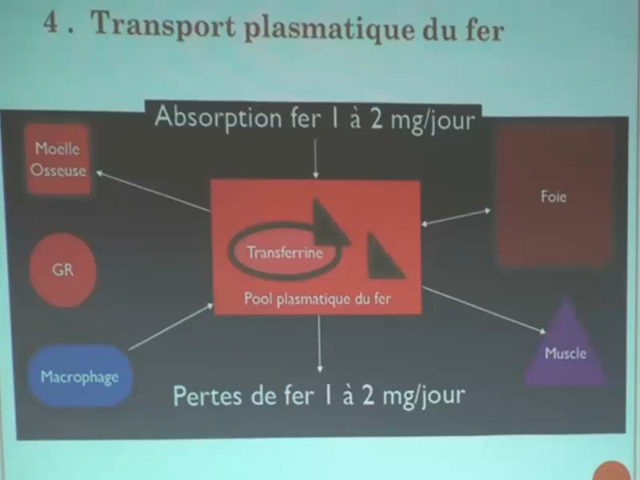 4 . Transport plasmatique du fer
Absorption fer 1 à 2 mg/jour
Moëlle
Osseuse
Foie
Transferrine
GR
Pool plasmatique du fer
Muscle
Macrophage
Pertes de fer 1 à 2 mg/jour